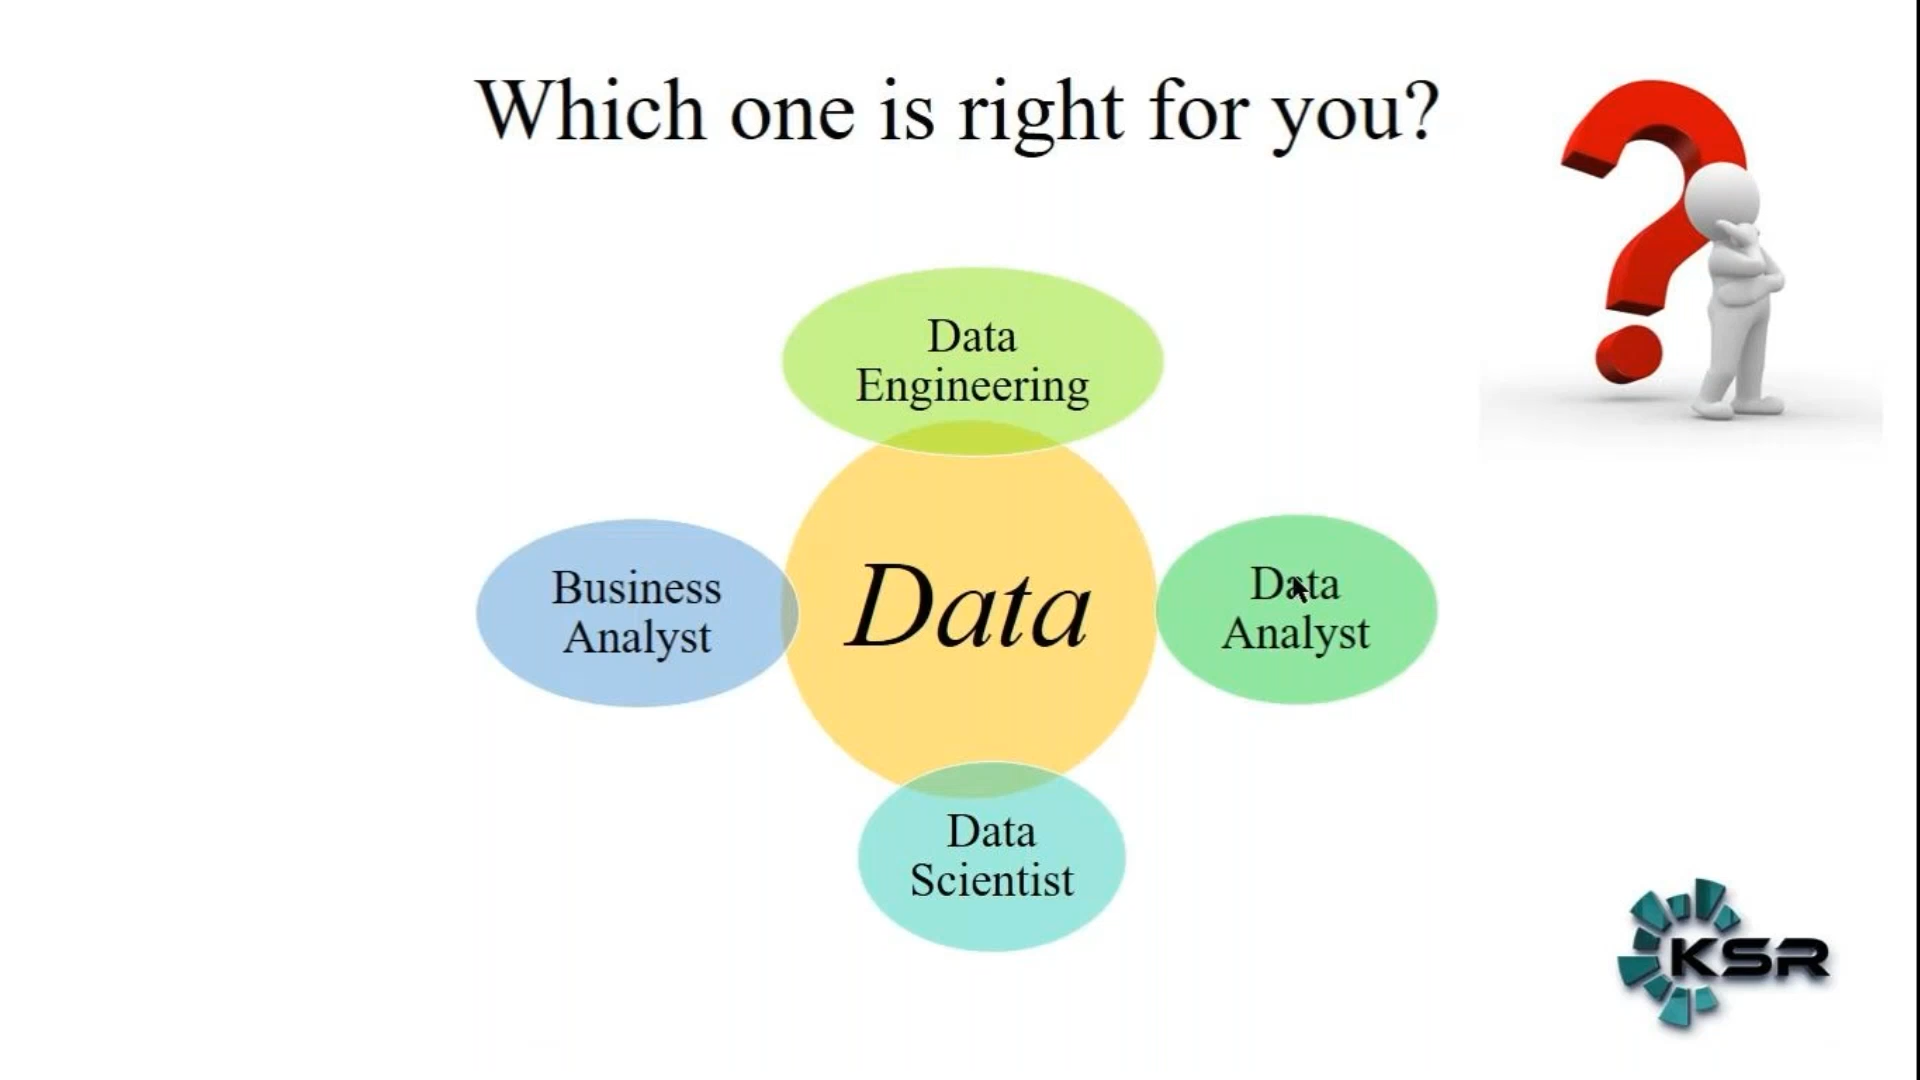 Which one is right for you?
Data
Engineering
Business
Analyst
Data
Data
Analyst
Data
Scientist
KSR